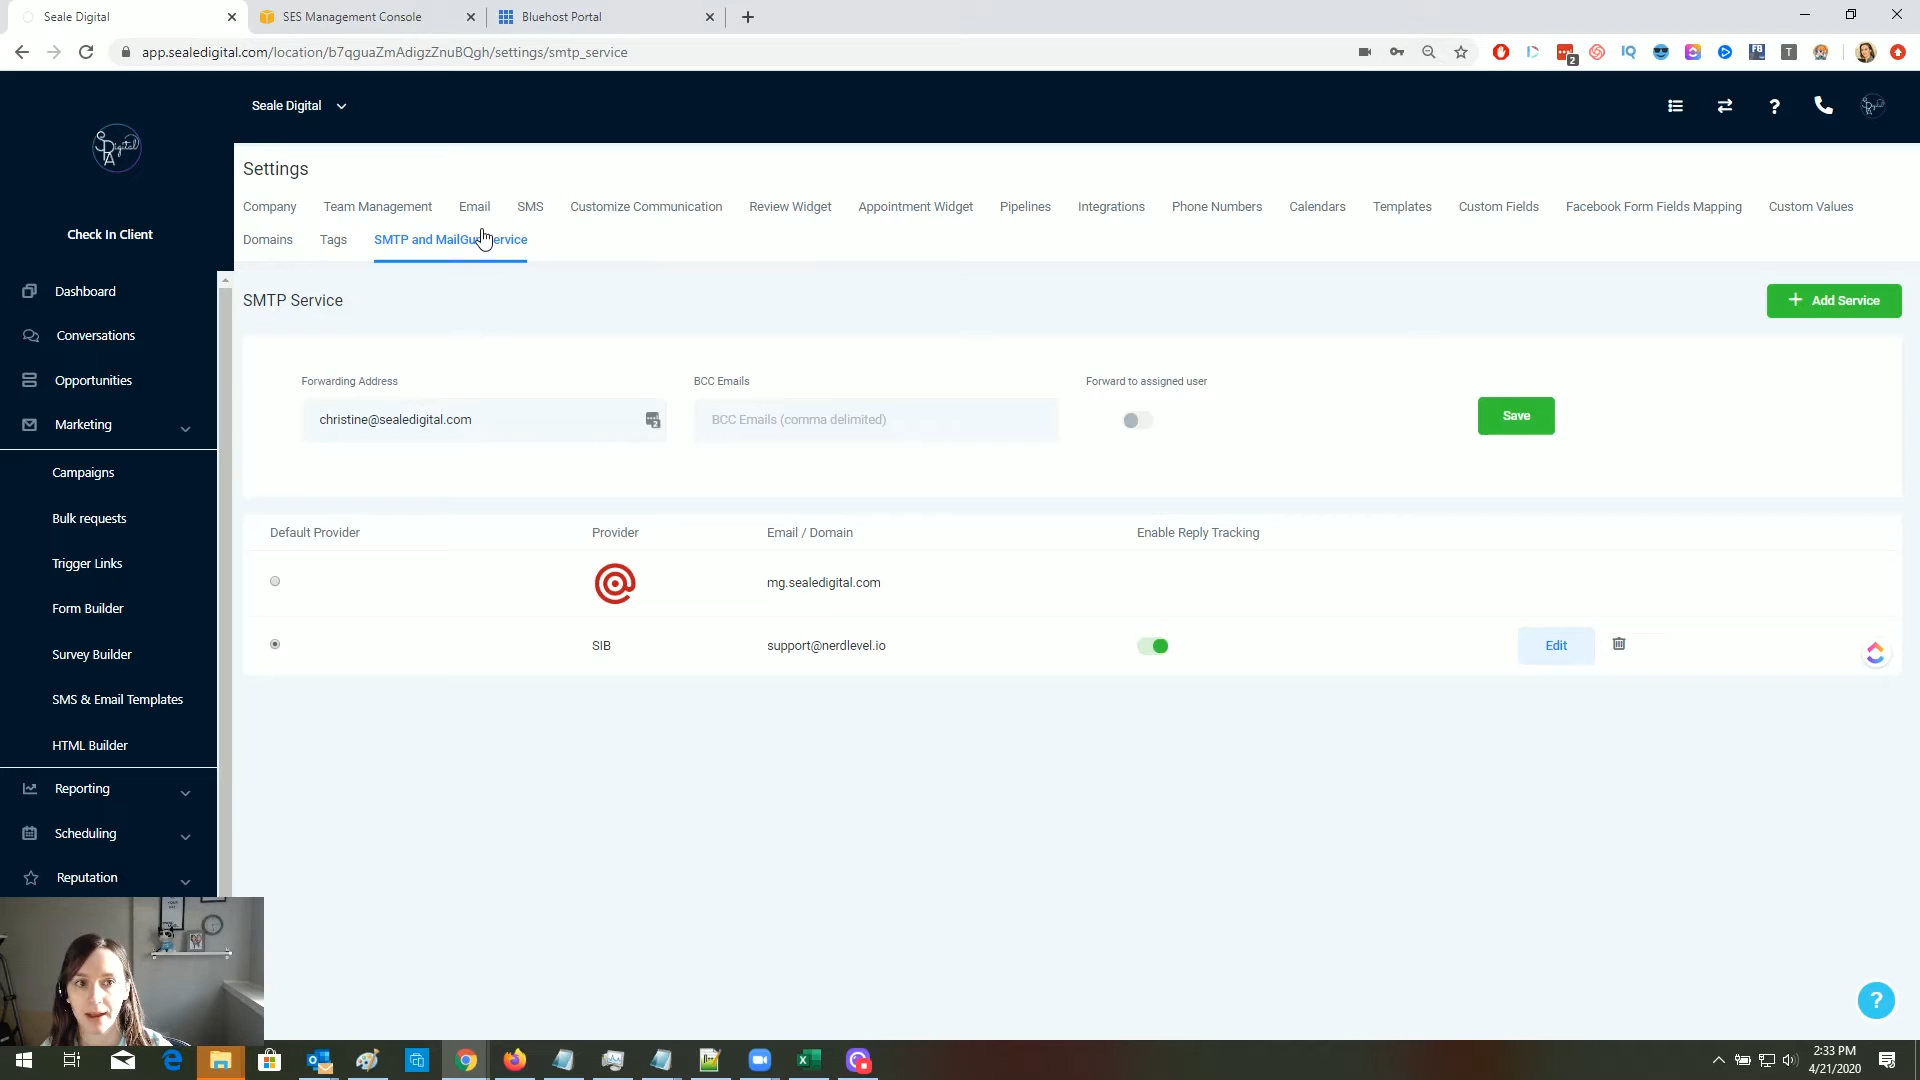 Seale Digital
SES Management Console
Bluehost Portal
app.sealedigital.com/location/b7qguaZmAdigzZnuBQgh/settings/smtp_service
IQ
2
FB
T
Seale Digital
Check In Client
Dashboard
Conversations
Opportunities
Marketing
Campaigns
Bulk requests
Trigger Links
Form Builder
Survey Builder
SMS & Email Templates
HTML Builder
Reporting
Scheduling
Reputation
Settings
Company Team Management Email SMS Customize Communication Review Widget Appointment Widget Pipelines Integrations Phone Numbers Calendars Templates Custom Fields Facebook Form Fields Mapping Custom Values
Domains Tags SMTP and MailGun Service
SMTP Service
+ Add Service
Forwarding Address BCC Emails Forward to assigned user
christine@sealedigital.com BCC Emails (comma delimited) Save
Default Provider Provider Email / Domain Enable Reply Tracking
mg.sealedigital.com
SIB support@nerdlevel.io Edit
?
2:33 PM
4/21/2020